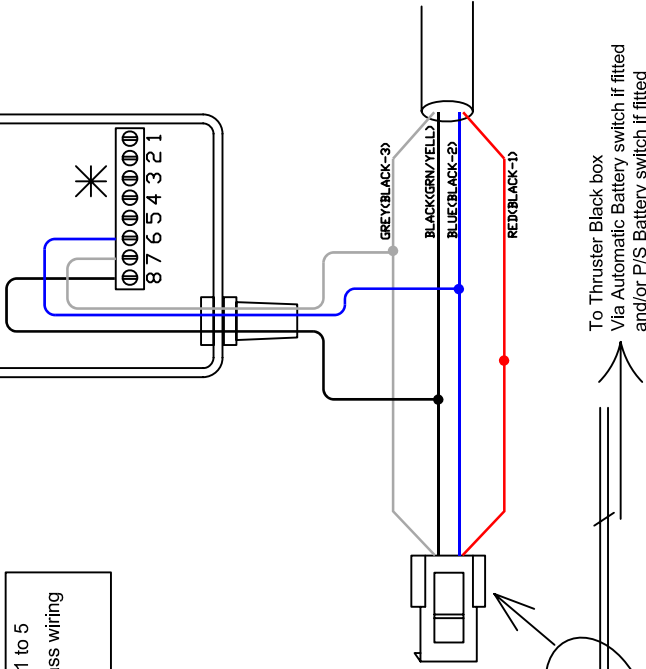 1
2
3
4
5
6
7
8
GREY(BLACK-3)
BLACK(GRN/YELL)
BLUE(BLACK-2)
RED(BLACK-1)
To Thruster Black box
Via Automatic Battery switch if fitted
and/or P/S Battery switch if fitted
1 to 5
ss wiring